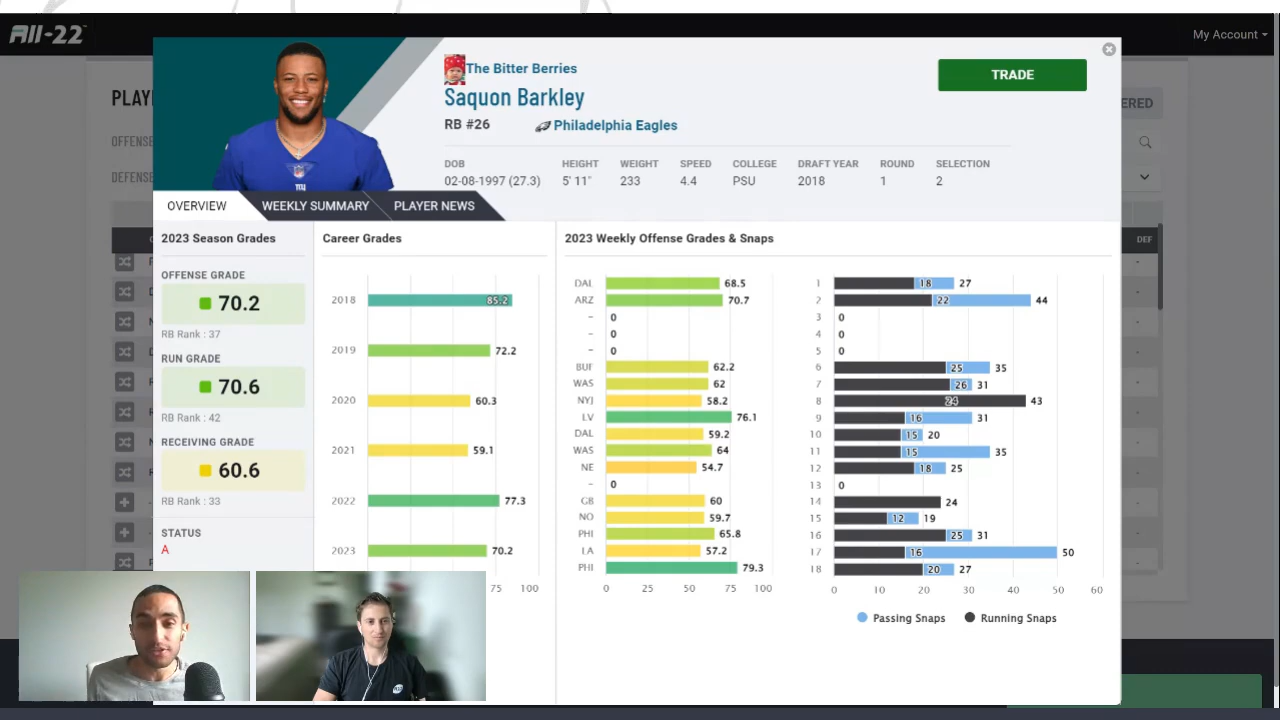 All-22
My Account
PLAY
ERED
OFFENSE
DEFENSE
DEF
The Bitter Berries
Saquon Barkley
RB #26
Philadelphia Eagles
TRADE
DOB HEIGHT WEIGHT SPEED COLLEGE DRAFT YEAR ROUND SELECTION
02-08-1997 (27.3) 5' 11" 233 4.4 PSU 2018 1 2
OVERVIEW WEEKLY SUMMARY PLAYER NEWS
2023 Season Grades
OFFENSE GRADE
70.2
RB Rank : 37
RUN GRADE
70.6
RB Rank : 42
RECEIVING GRADE
60.6
RB Rank : 33
STATUS
A
Career Grades
2018 85.2
2019 72.2
2020 60.3
2021 59.1
2022 77.3
2023 70.2
75 100
2023 Weekly Offense Grades & Snaps
DAL 68.5 1 18 27
ARZ 70.7 2 22 44
- 0 3 0
- 0 4 0
- 0 5 0
BUF 62.2 6 25 35
WAS 62 7 26 31
NYJ 58.2 8 24 43
LV 76.1 9 16 31
DAL 59.2 10 15 20
WAS 64 11 15 35
NE 54.7 12 18 25
- 0 13 0
GB 60 14 24
NO 59.7 15 12 19
PHI 65.8 16 25 31
LA 57.2 17 16 50
PHI 79.3 18 20 27
0 25 50 75 100 0 10 20 30 40 50 60
Passing Snaps Running Snaps